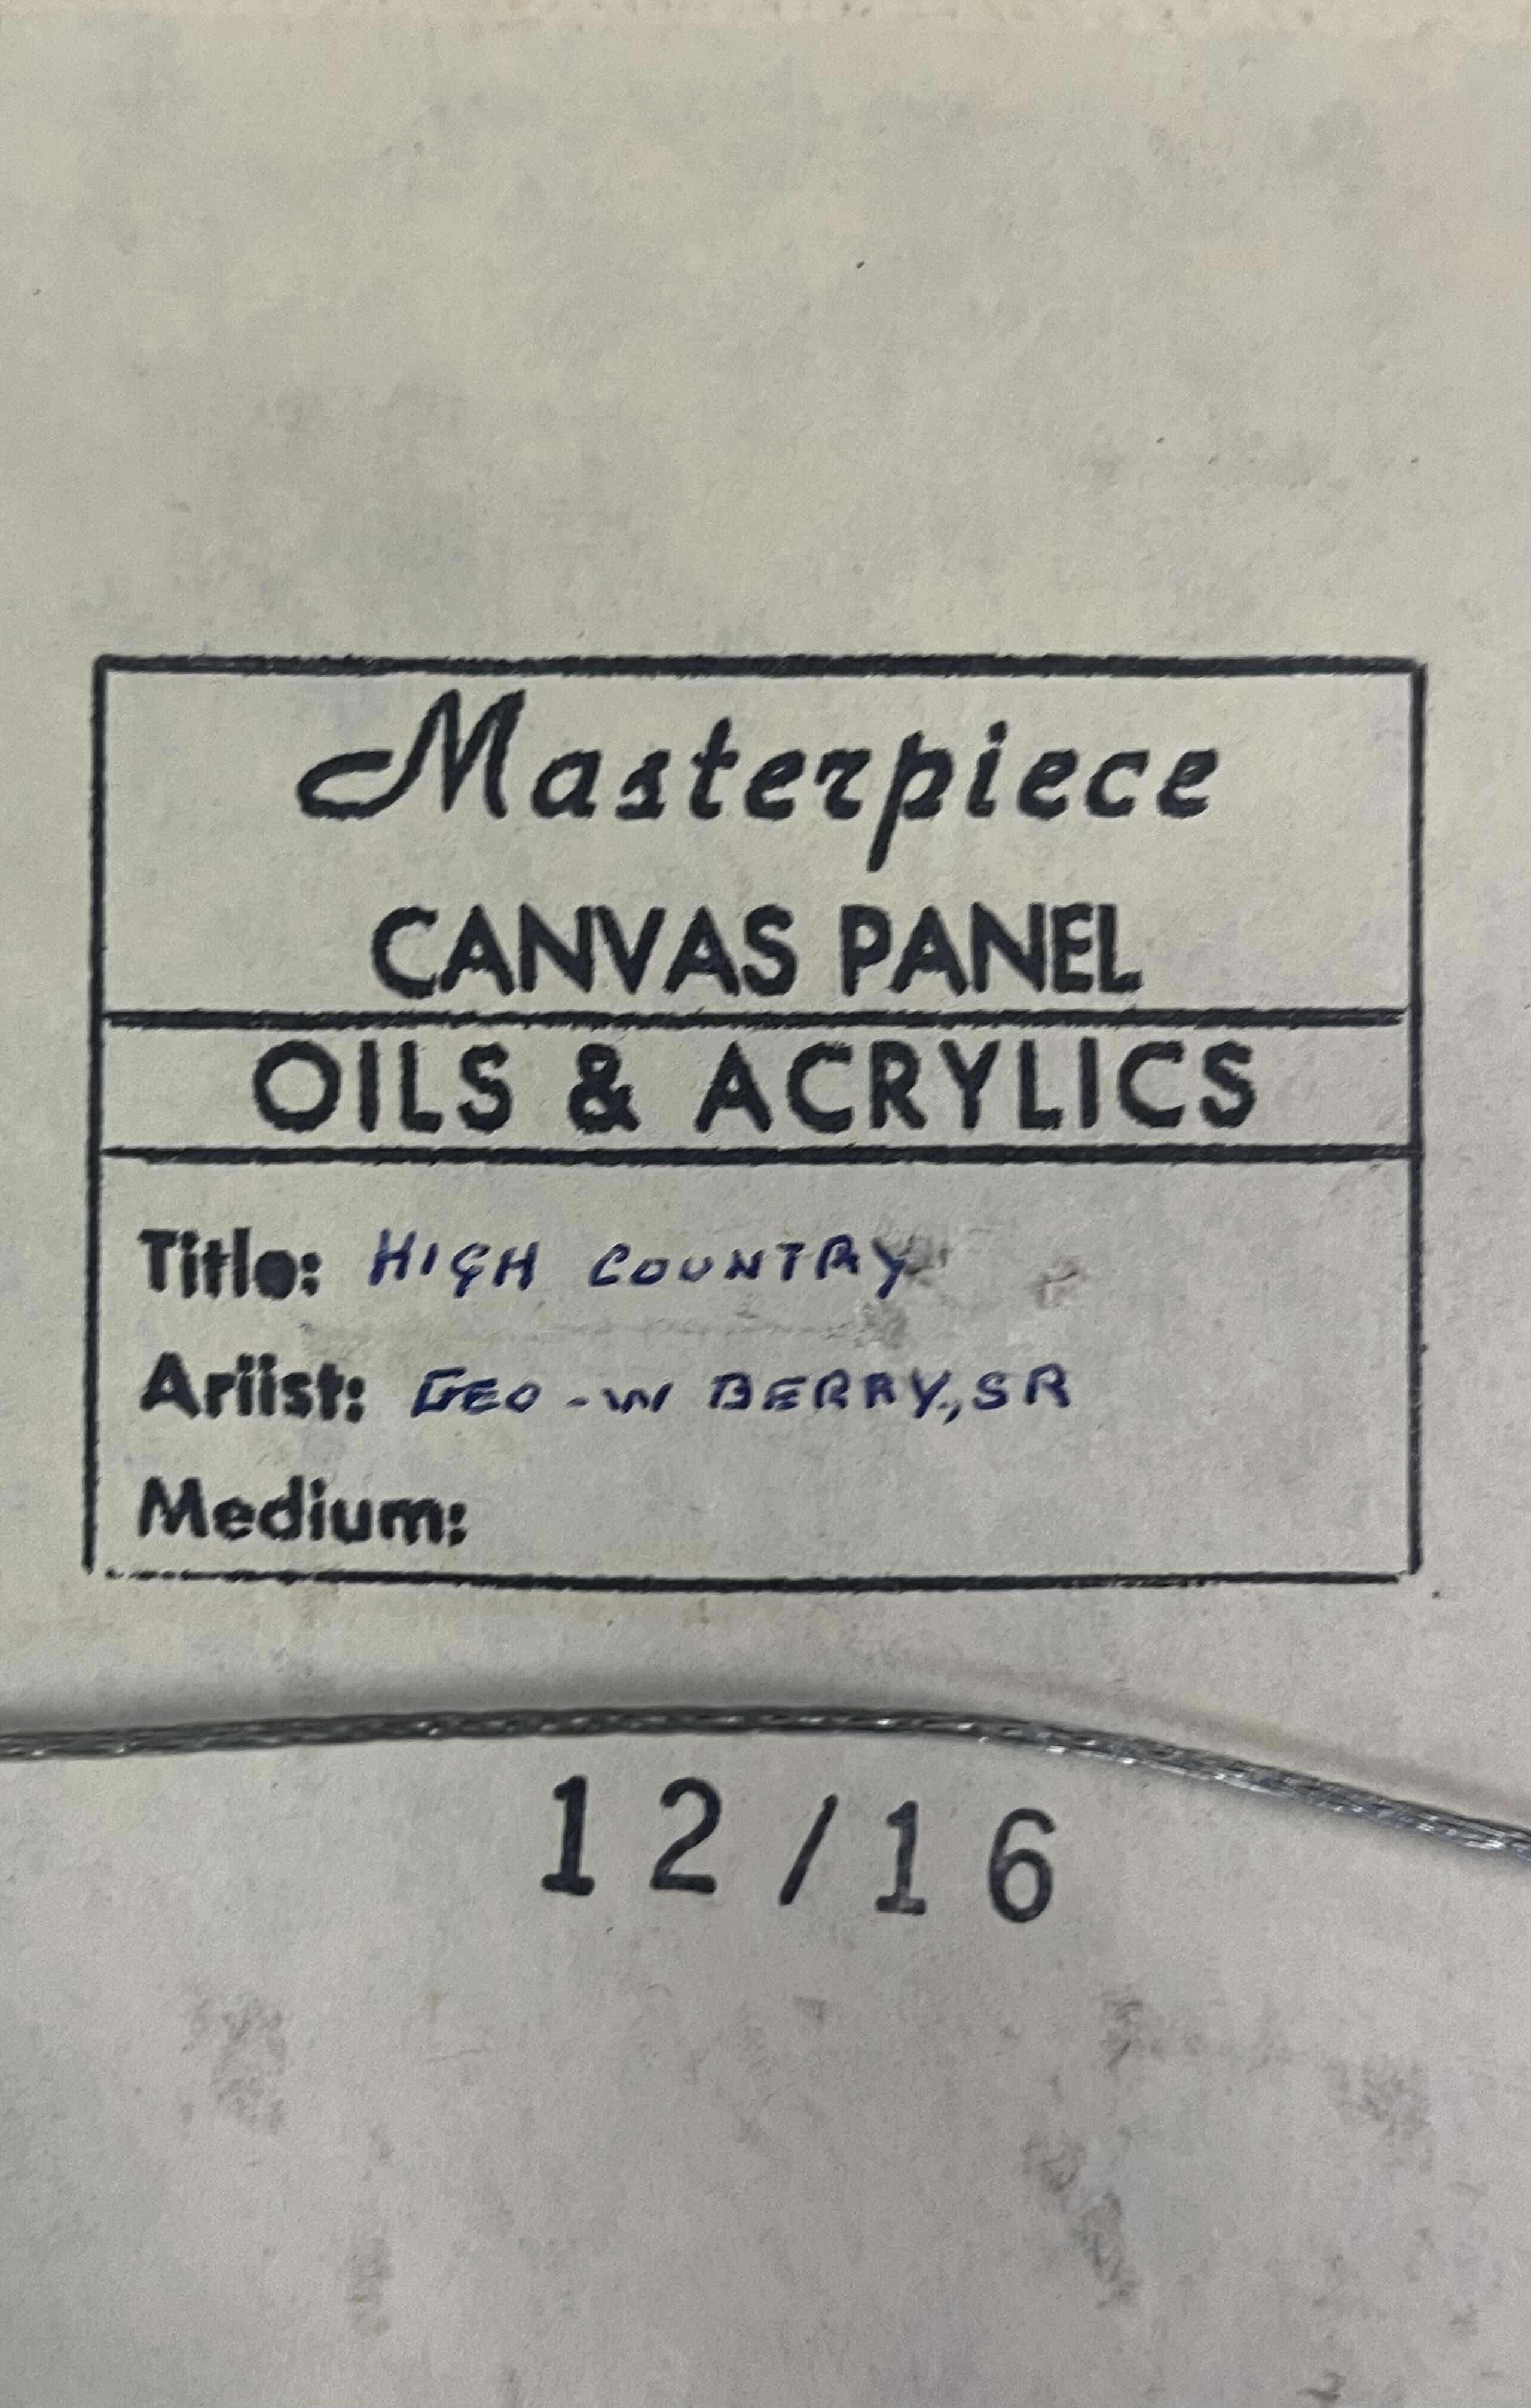 Masterpiece
CANVAS PANEL
OILS & ACRYLICS
Title: HIGH COUNTRY
Artist: GEO-W BERRY, SR
Medium:
12/16